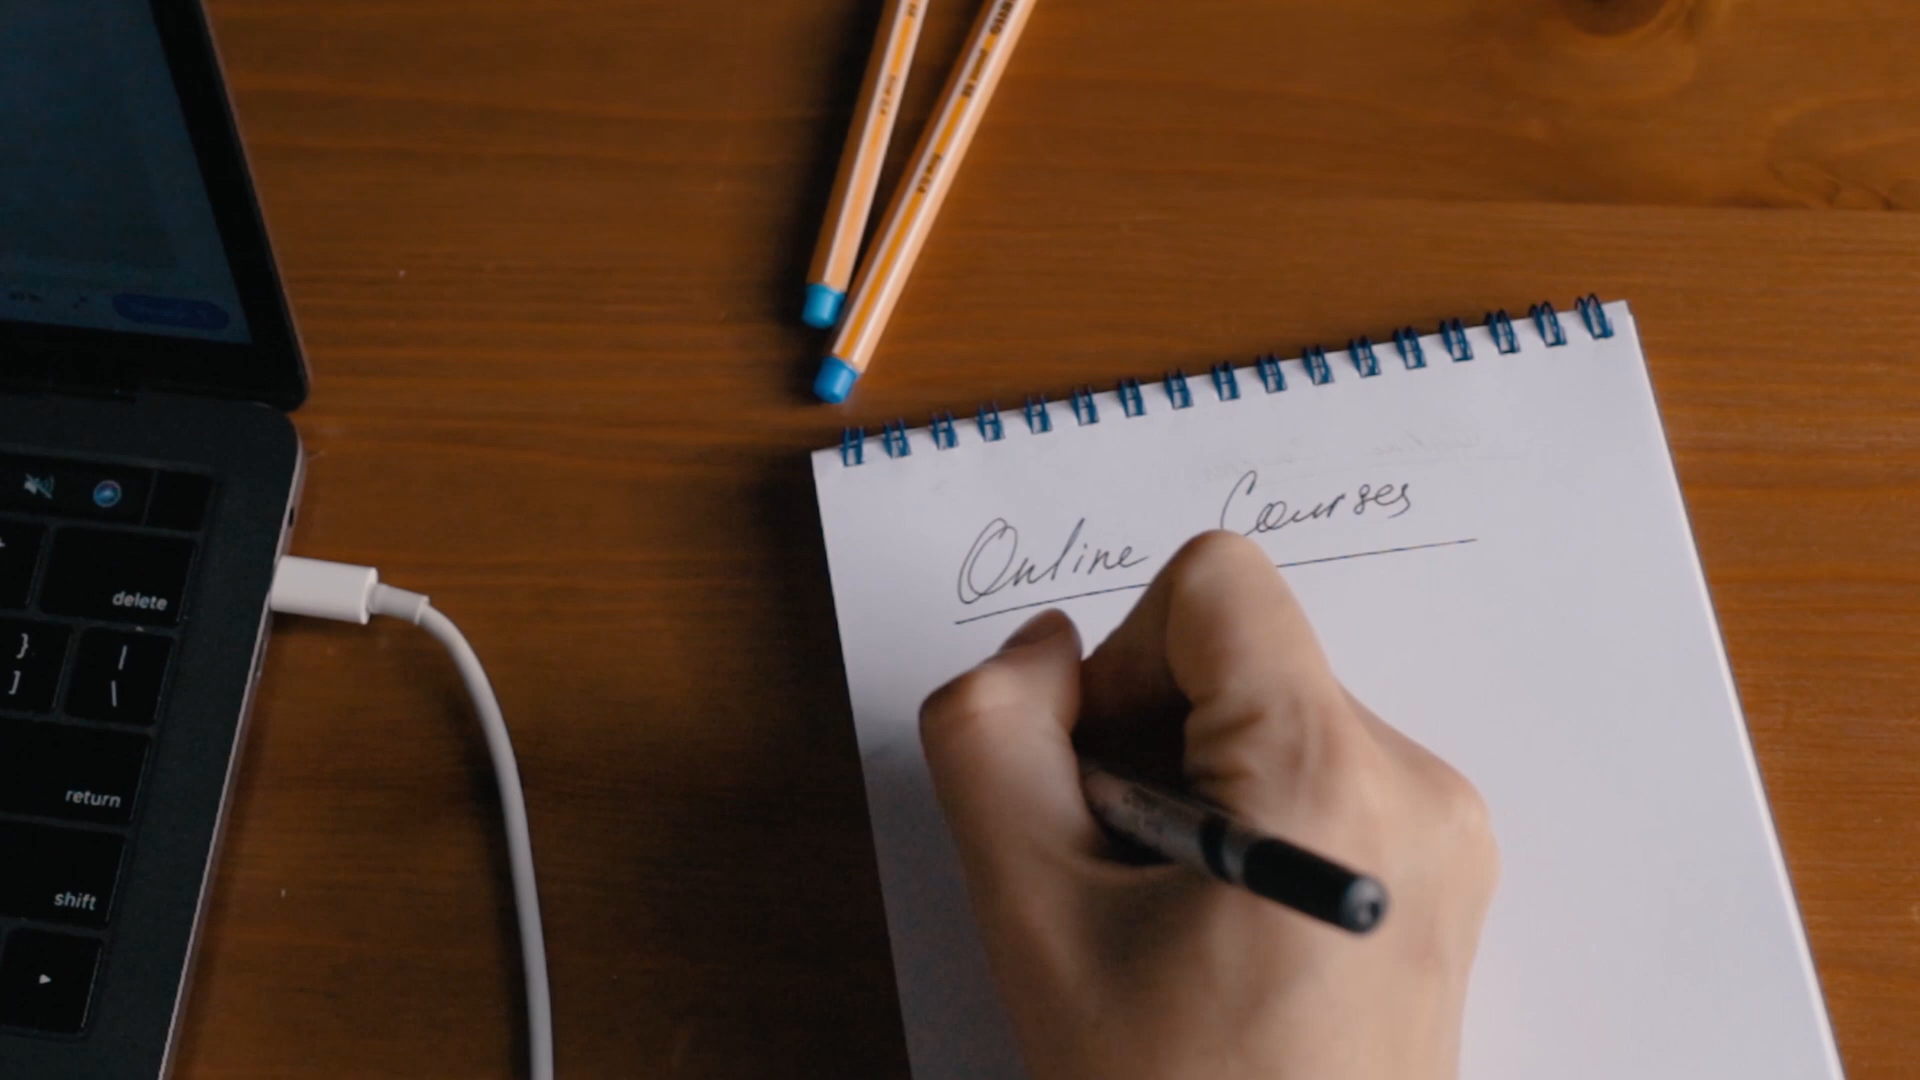 Online Courses
delete
}
]
|
\
return
shift